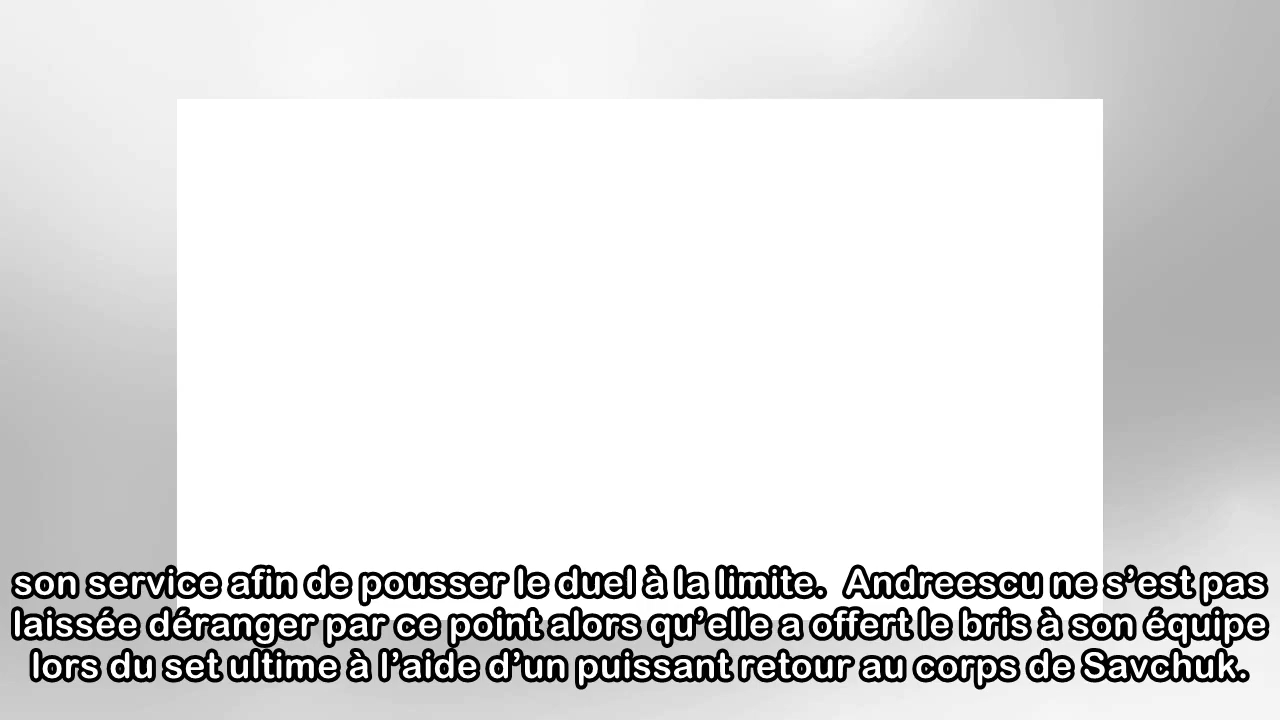 son service afin de pousser le duel à la limite.  Andreescu ne s’est pas
laissée déranger par ce point alors qu’elle a offert le bris à son équipe
lors du set ultime à l’aide d’un puissant retour au corps de Savchuk.